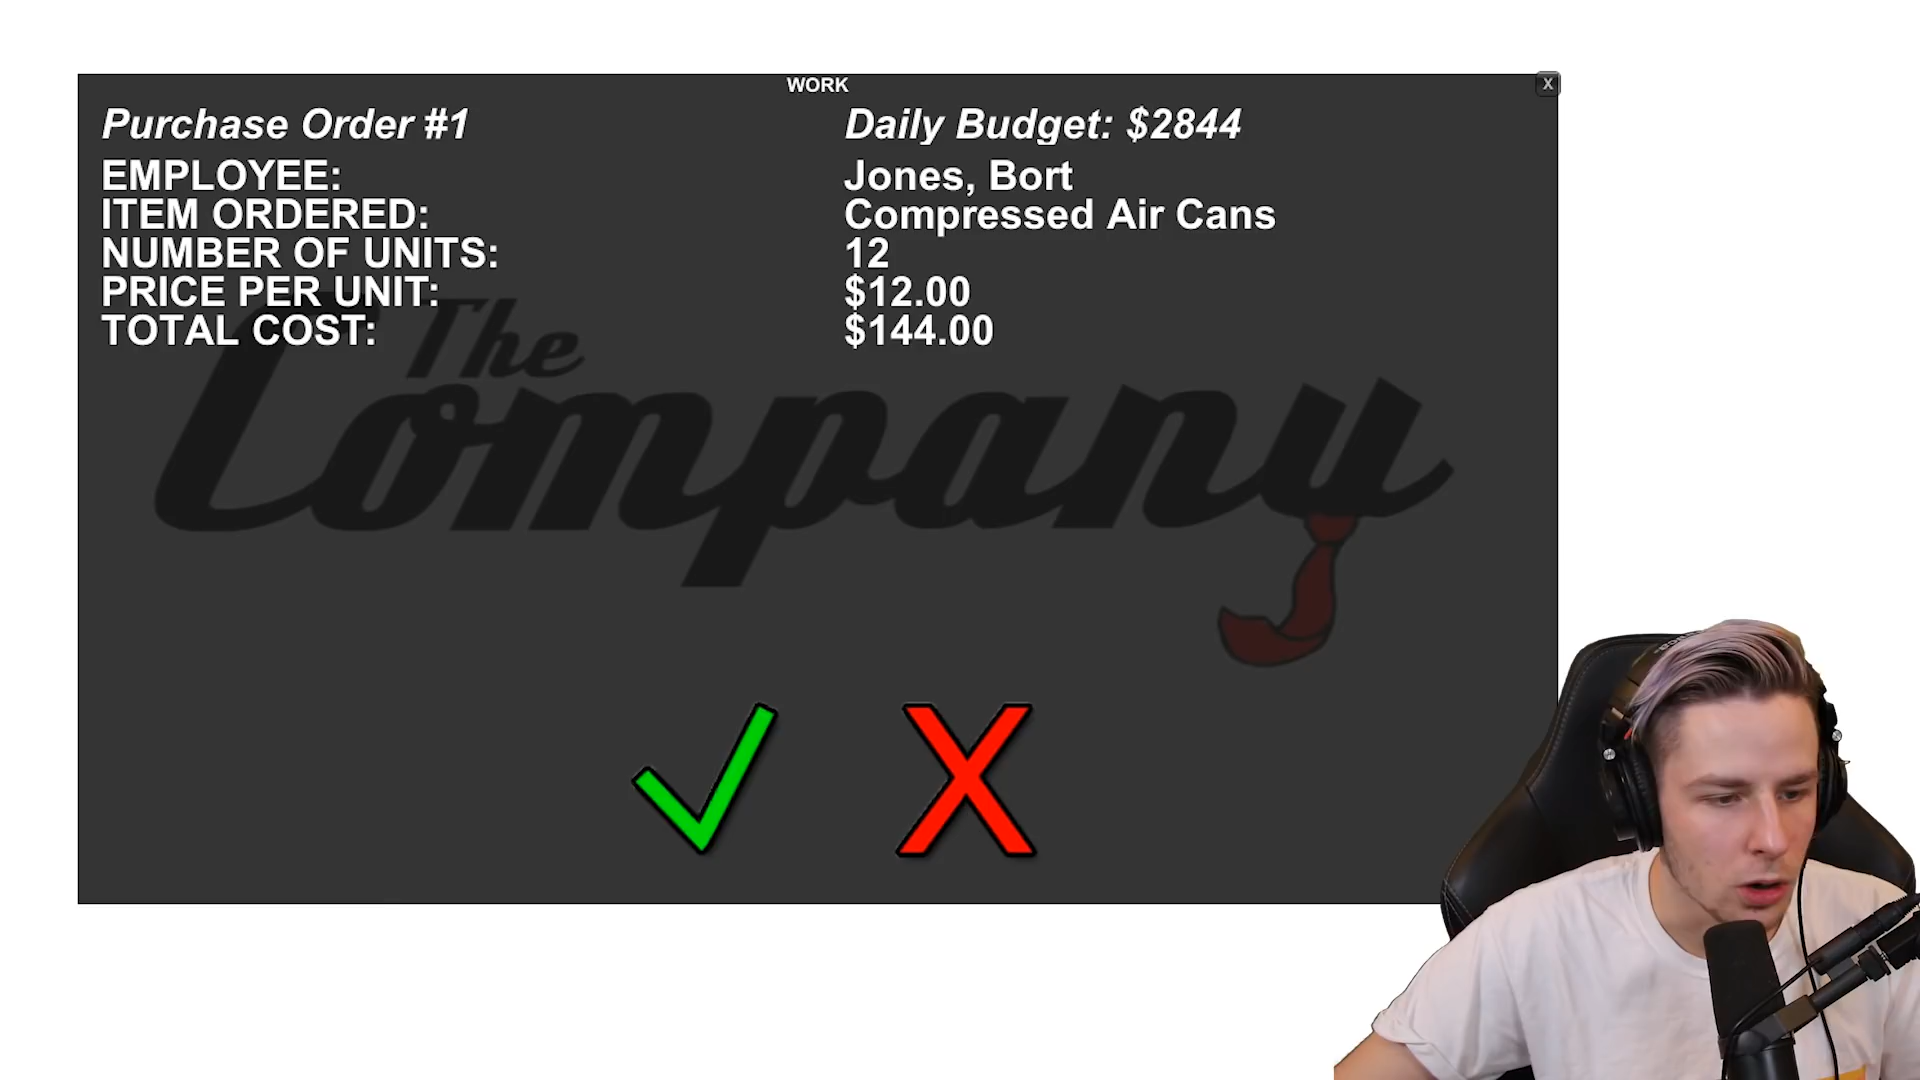 WORK
X
Purchase Order #1
Daily Budget: $2844
EMPLOYEE: Jones, Bort
ITEM ORDERED: Compressed Air Cans
NUMBER OF UNITS: 12
PRICE PER UNIT: $12.00
TOTAL COST: $144.00
The
Company